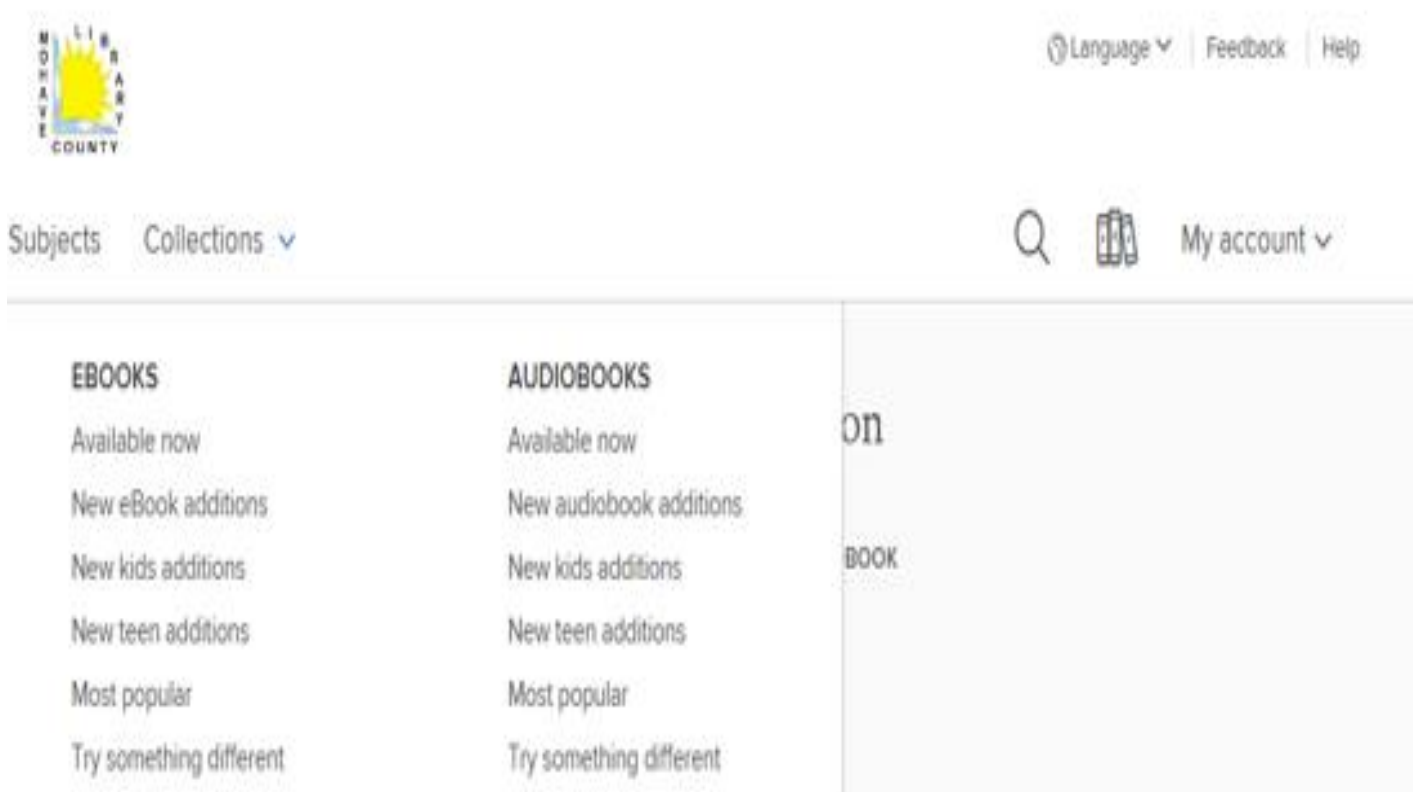 MOHAVE
LIBRARY
COUNTY
Language Feedback Help
Subjects Collections My account
EBOOKS
Available now
New eBook additions
New kids additions
New teen additions
Most popular
Try something different
AUDIOBOOKS
Available now
New audiobook additions
New kids additions
New teen additions
Most popular
Try something different
on
BOOK